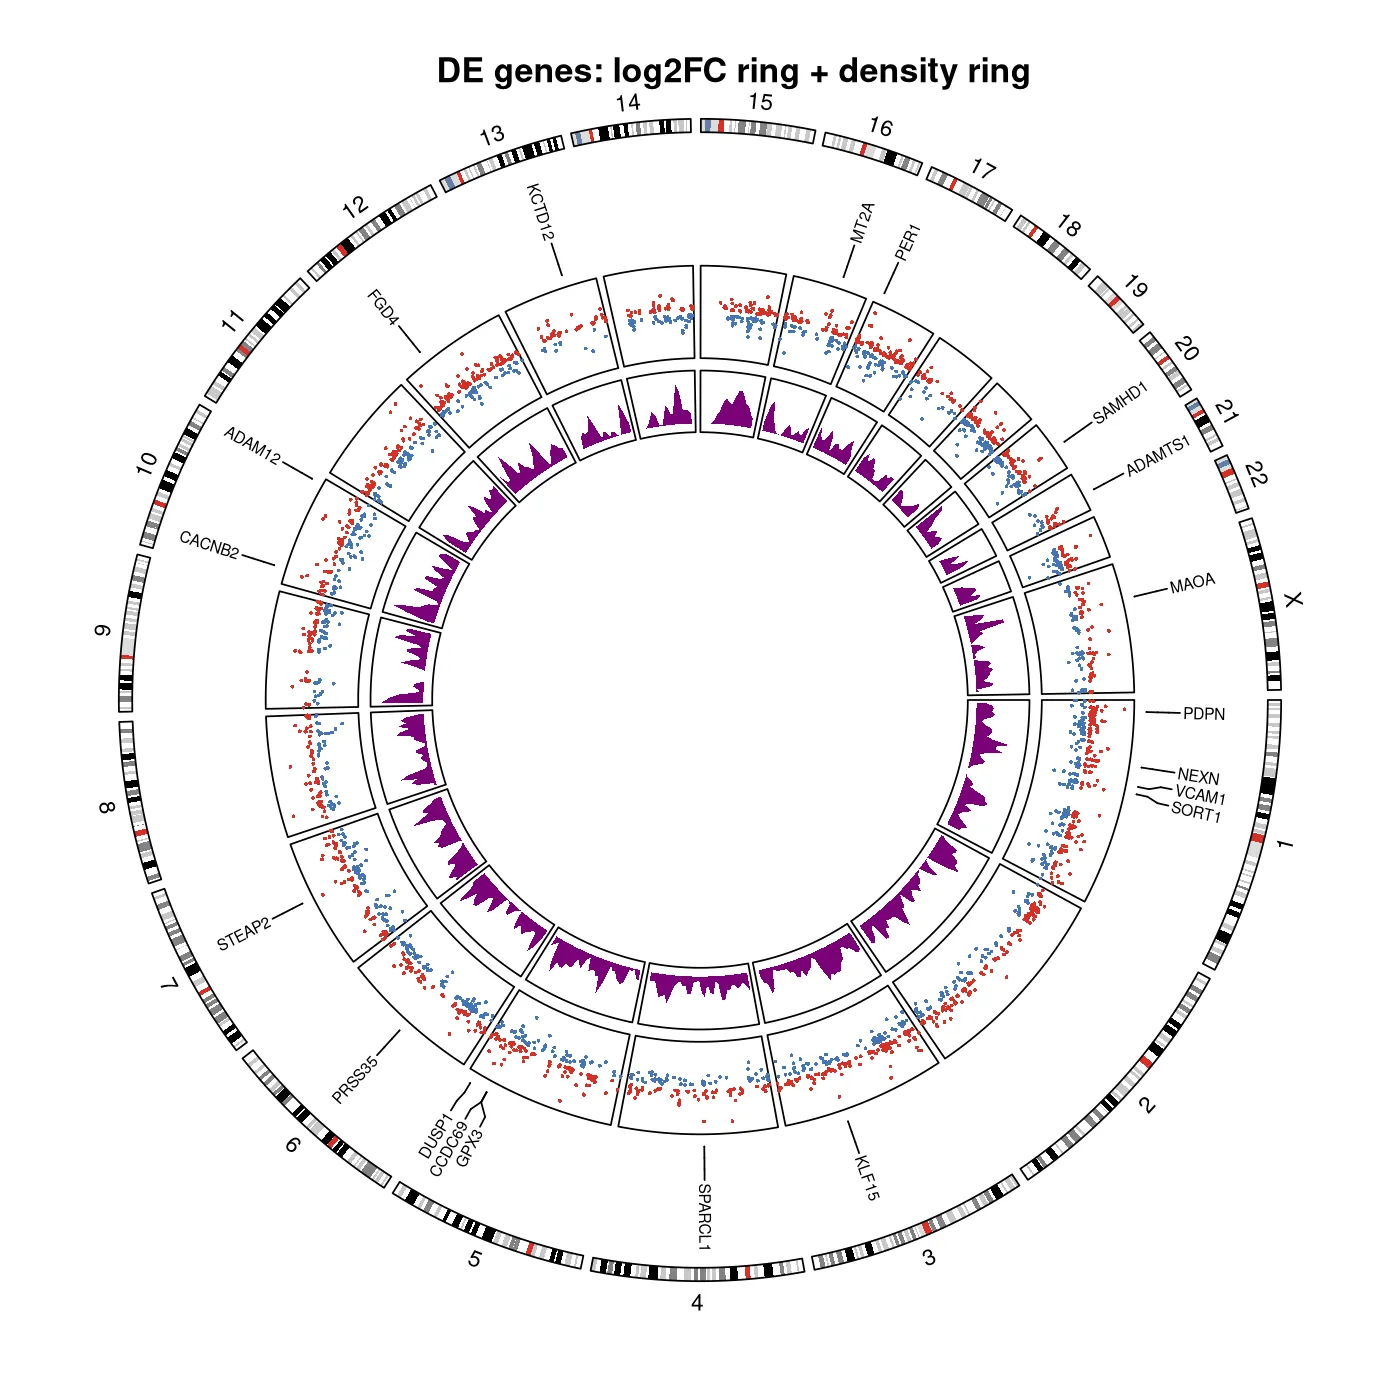 DE genes: log2FC ring + density ring
14
15
13
16
12
17
11
18
10
19
9
20
8
21
7
22
6
X
5
1
4
2
3
KCTD12
MT2A
PER1
FGD4
SAMHD1
ADAM12
ADAMTS1
CACNB2
MAOA
PDPN
NEXN
VCAM1
SORT1
STEAP2
PRSS35
DUSP1
CCDC69
GPX3
SPARCL1
KLF15